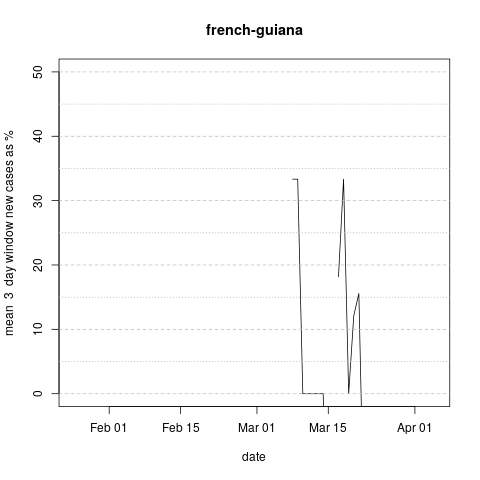 french-guiana
mean  3  day window new cases as %
50
40
30
20
10
0
Feb 01
Feb 15
Mar 01
Mar 15
Apr 01
date